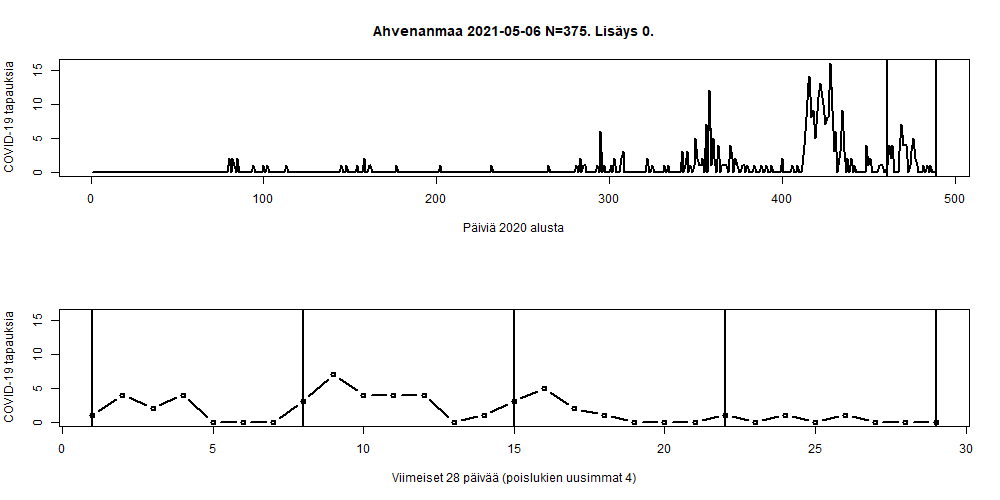 Ahvenanmaa 2021-05-06 N=375. Lisäys 0.
COVID-19 tapauksia
15
10
5
0
0 100 200 300 400 500
Päiviä 2020 alusta
COVID-19 tapauksia
15
10
5
0
0 5 10 15 20 25 30
Viimeiset 28 päivää (poislukien uusimmat 4)